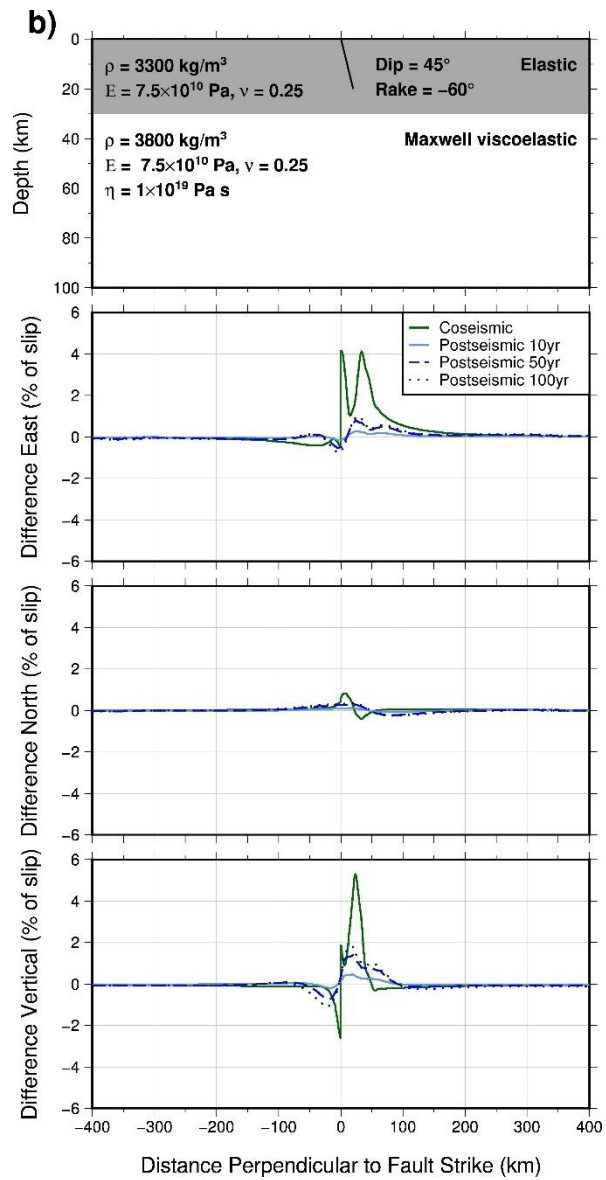 b)
0
20
40
60
80
100
Depth (km)
ρ = 3300 kg/m³
E = 7.5×10¹⁰ Pa, ν = 0.25
Dip = 45°
Rake = −60°
Elastic
ρ = 3800 kg/m³
E = 7.5×10¹⁰ Pa, ν = 0.25
η = 1×10¹⁹ Pa s
Maxwell viscoelastic
6
4
2
0
−2
−4
−6
Difference East (% of slip)
Coseismic
Postseismic 10yr
Postseismic 50yr
Postseismic 100yr
6
4
2
0
−2
−4
−6
Difference North (% of slip)
6
4
2
0
−2
−4
−6
Difference Vertical (% of slip)
−400 −300 −200 −100 0 100 200 300 400
Distance Perpendicular to Fault Strike (km)